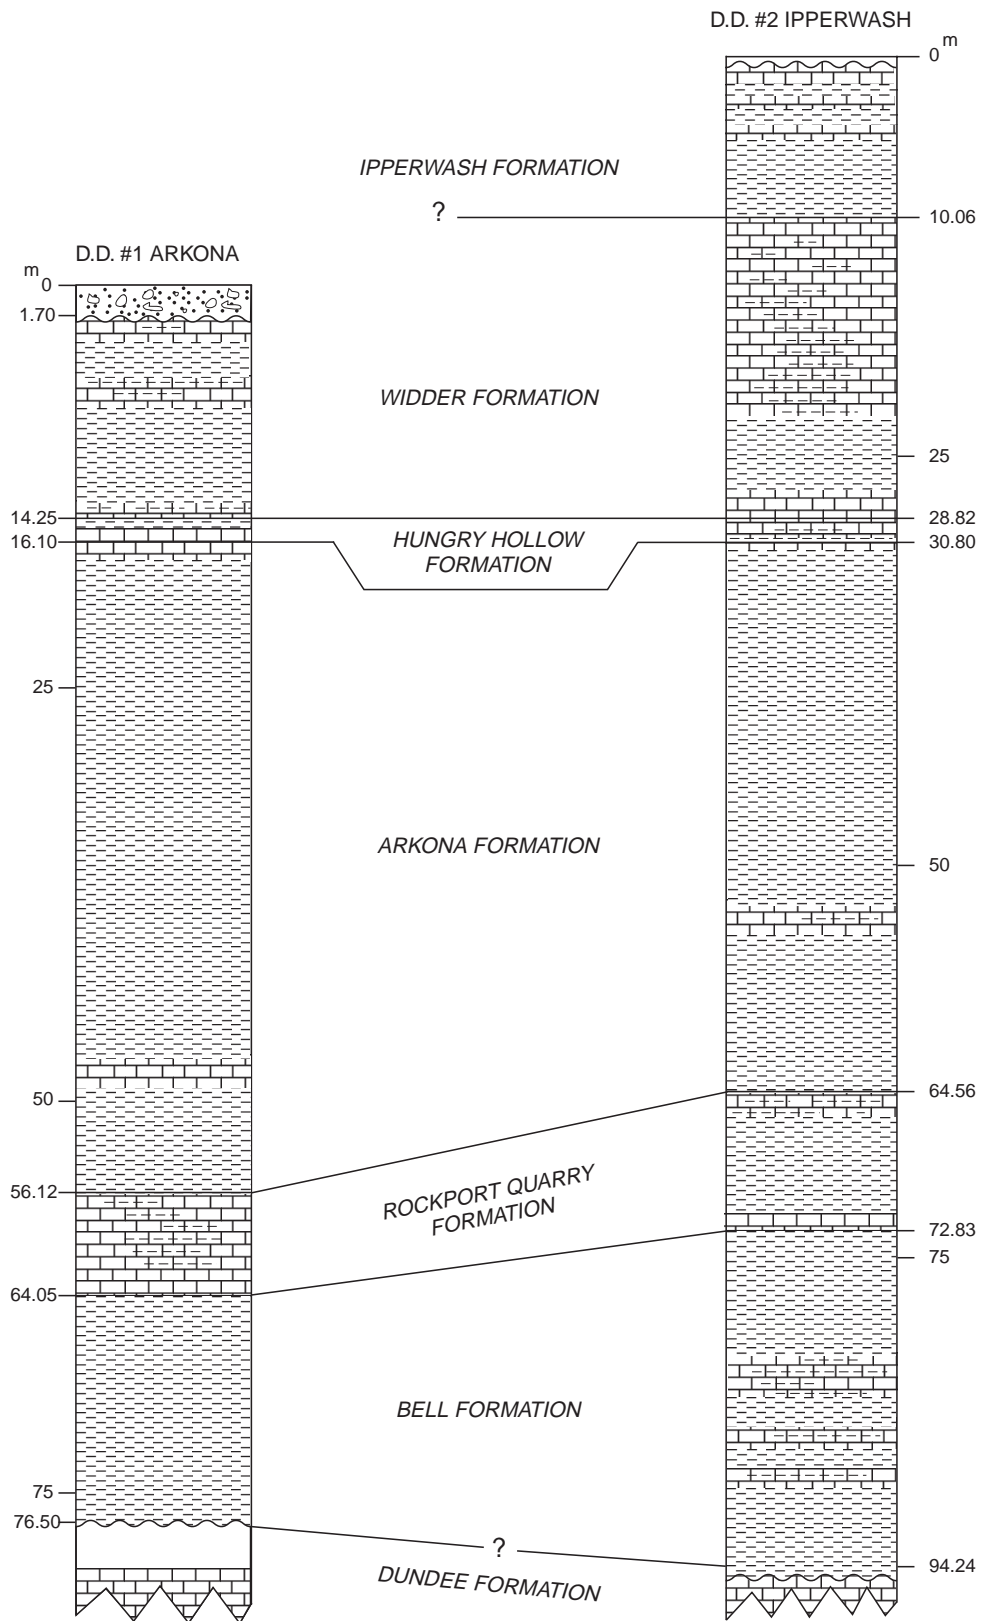 D.D. #2 IPPERWASH
m
0
IPPERWASH FORMATION
?
10.06
D.D. #1 ARKONA
m
0
1.70
WIDDER FORMATION
25
14.25
28.82
16.10
HUNGRY HOLLOW
FORMATION
30.80
25
ARKONA FORMATION
50
50
64.56
56.12
ROCKPORT QUARRY
FORMATION
72.83
75
64.05
BELL FORMATION
75
76.50
?
94.24
DUNDEE FORMATION